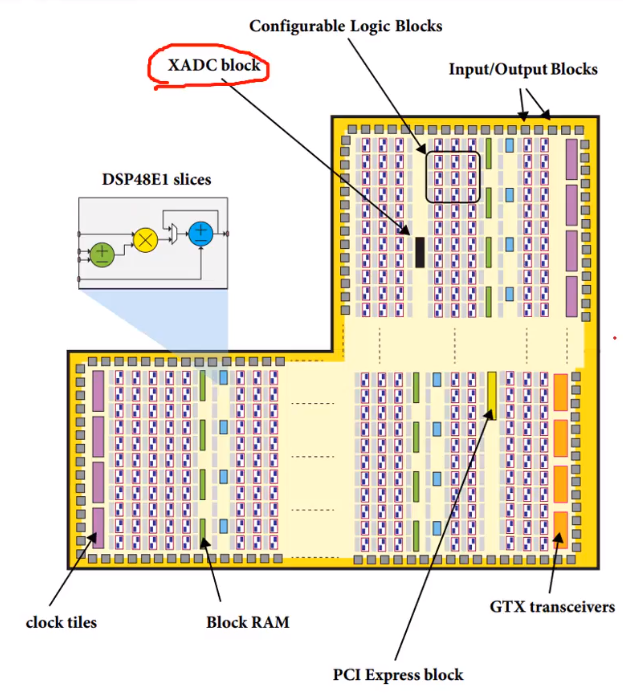 Configurable Logic Blocks
XADC block
Input/Output Blocks
DSP48E1 slices
clock tiles
Block RAM
GTX transceivers
PCI Express block